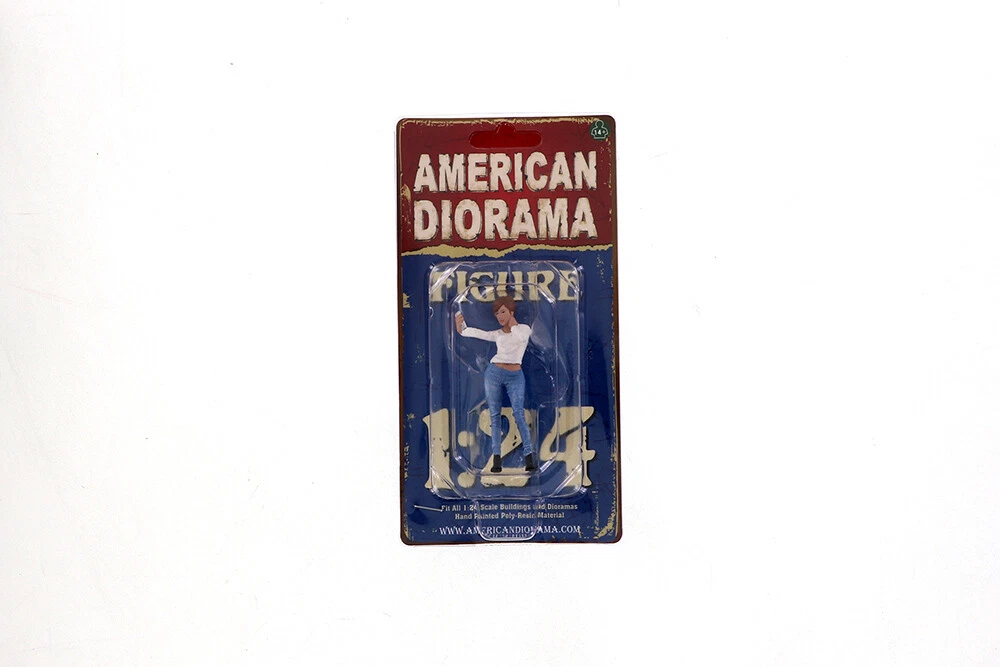 14+
AMERICAN
DIORAMA
FIGURE
1:24
Fit All 1:24 Scale Buildings and Dioramas
Hand Painted Poly-Resin Material
WWW.AMERICANDIORAMA.COM